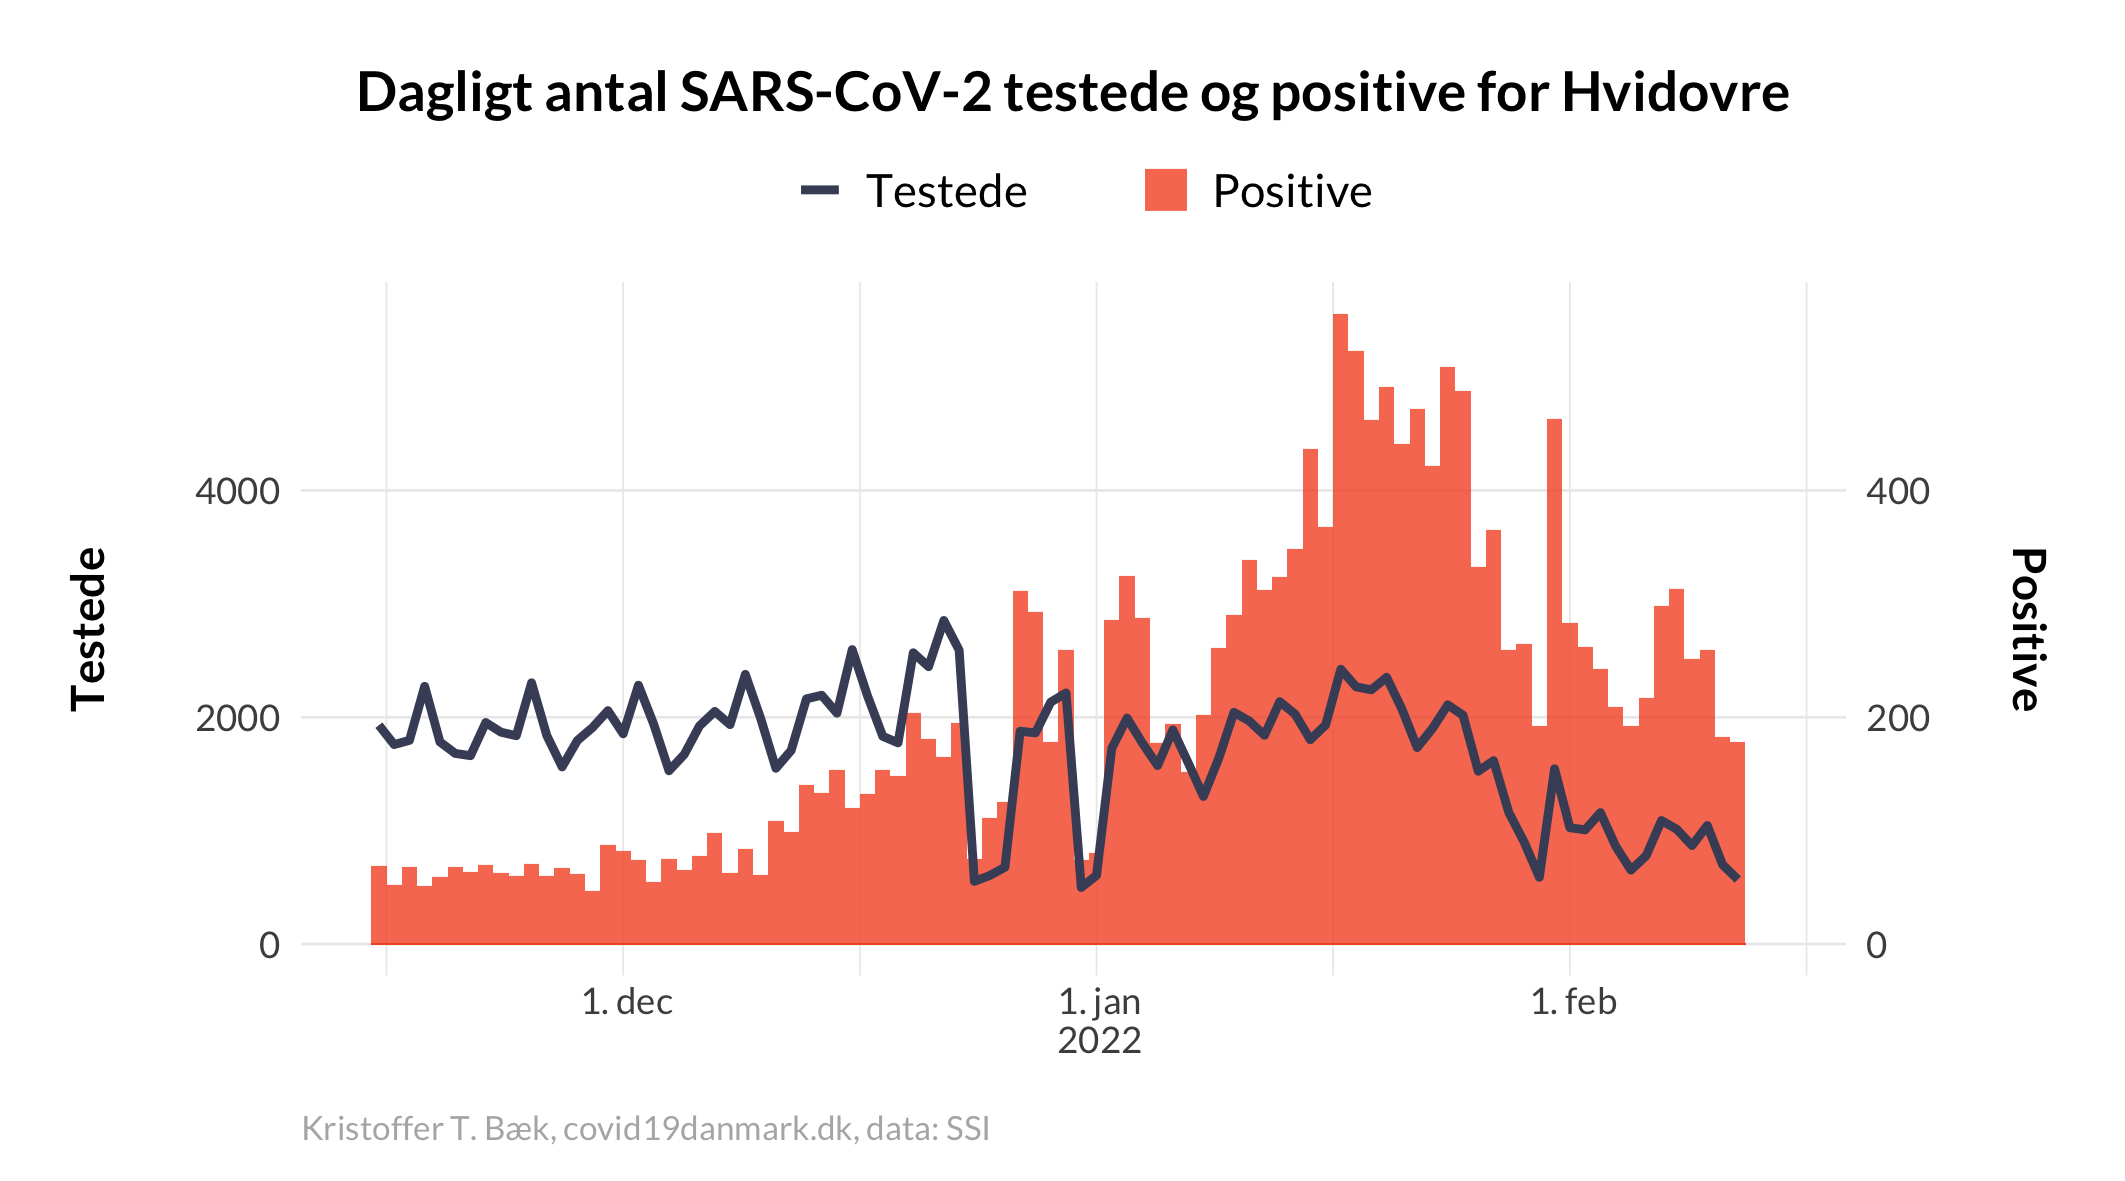 Dagligt antal SARS-CoV-2 testede og positive for Hvidovre
Testede
Positive
4000
2000
0
Testede
400
200
0
Positive
1. dec
1. jan
2022
1. feb
Kristoffer T. Bæk, covid19danmark.dk, data: SSI